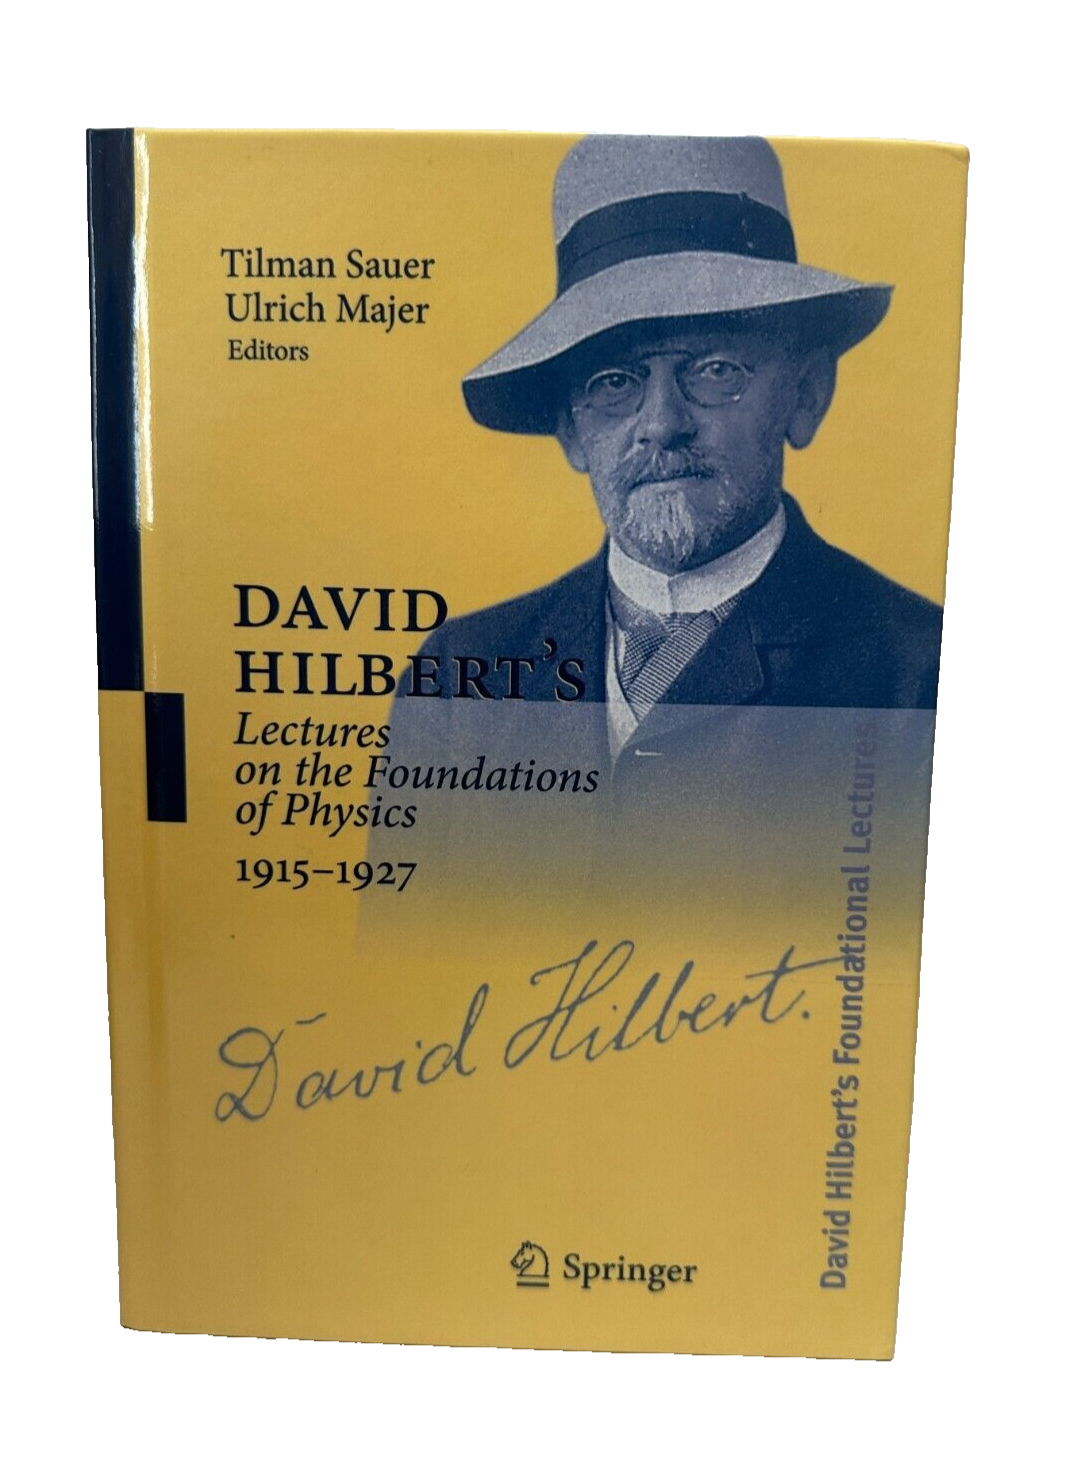 Tilman Sauer
Ulrich Majer
Editors
DAVID
HILBERT'S
Lectures
on the Foundations
of Physics
1915–1927
David Hilbert.
David Hilbert's Foundational Lectures
Springer